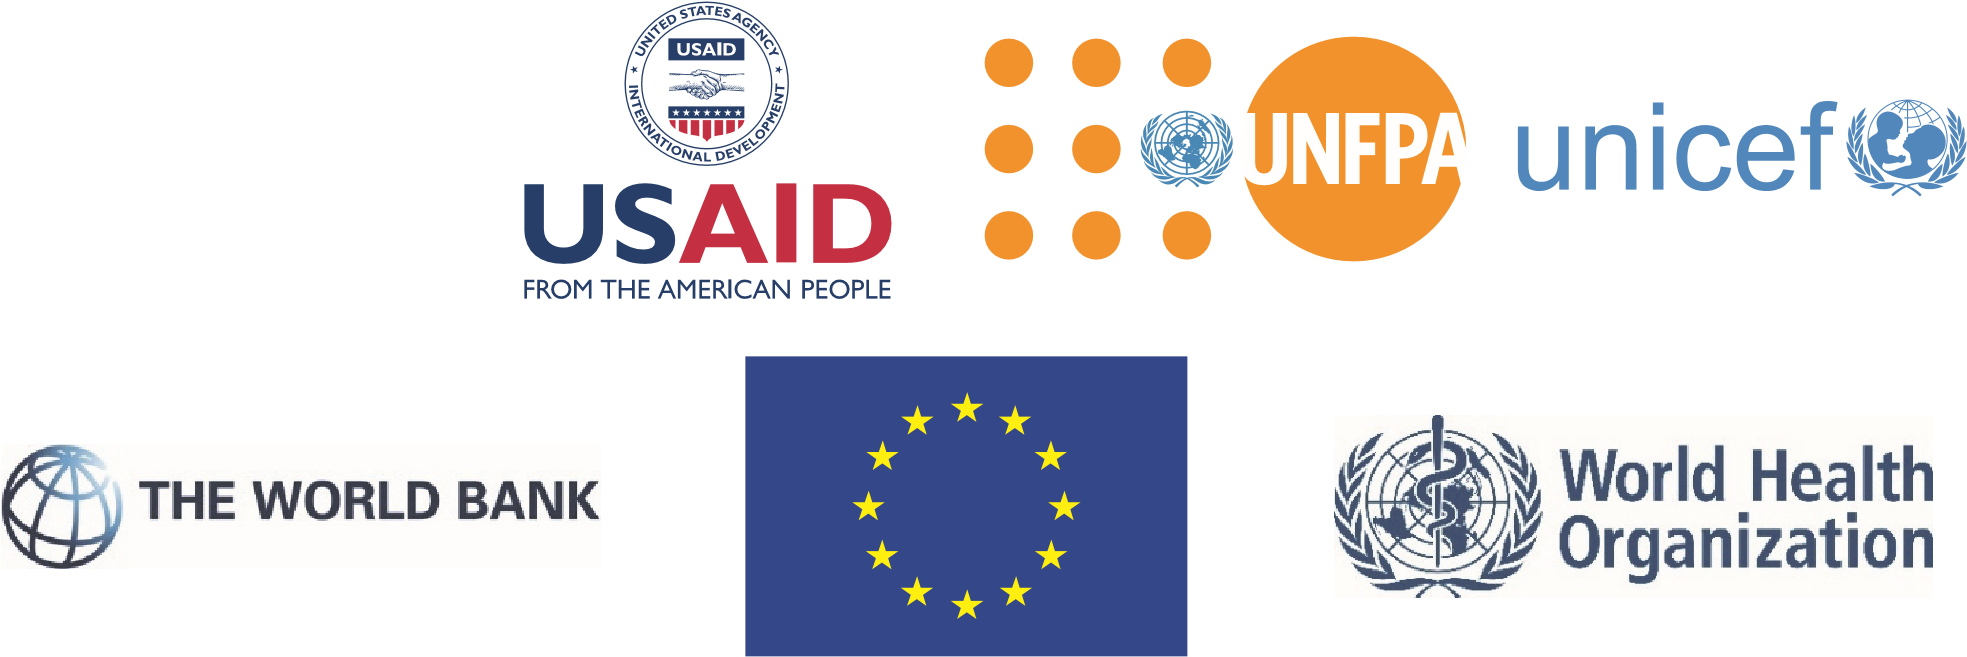 UNITED STATES AGENCY
USAID
INTERNATIONAL DEVELOPMENT
USAID
FROM THE AMERICAN PEOPLE
UNFPA
unicef
THE WORLD BANK
World Health
Organization